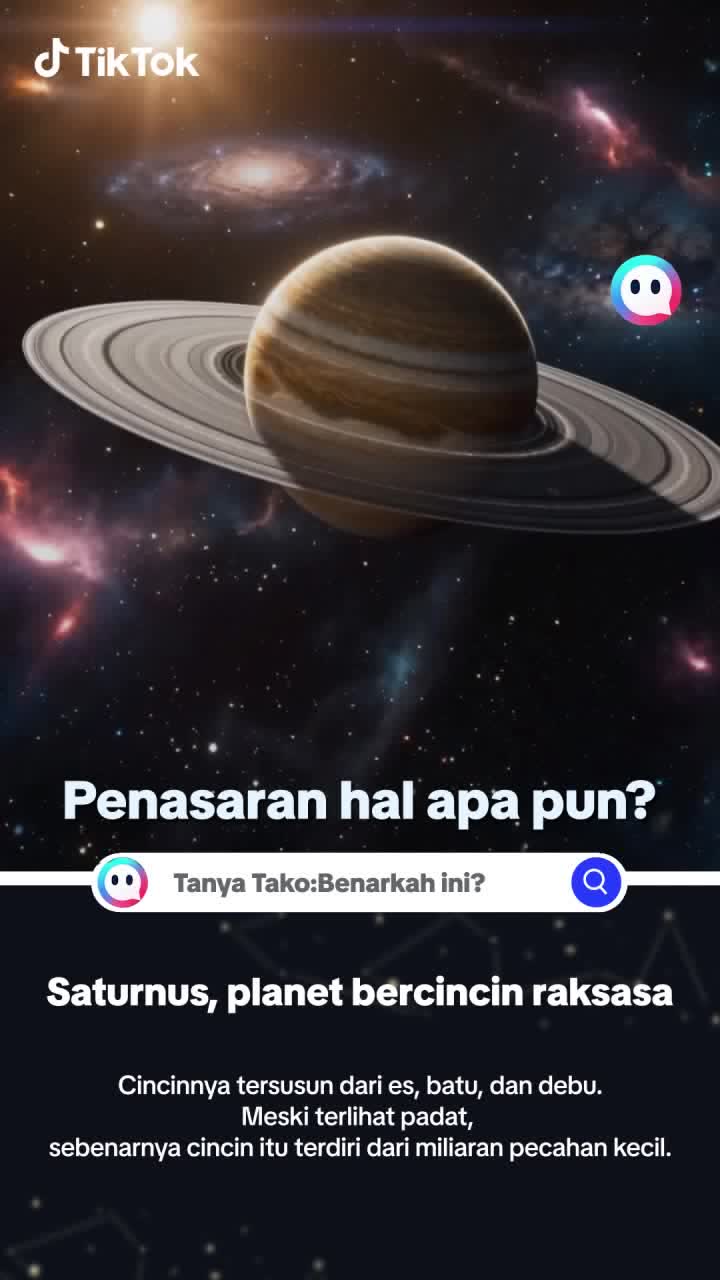 TikTok
Penasaran hal apa pun?
Tanya Tako:Benarkah ini?
Saturnus, planet bercincin raksasa
Cincinnya tersusun dari es, batu, dan debu.
Meski terlihat padat,
sebenarnya cincin itu terdiri dari miliaran pecahan kecil.